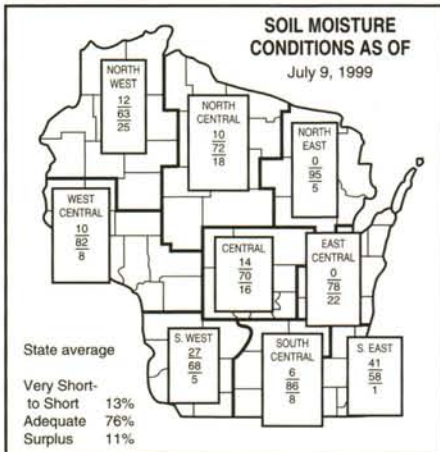 SOIL MOISTURE
CONDITIONS AS OF
July 9, 1999
NORTH
WEST
12
63
25
NORTH
CENTRAL
10
72
18
NORTH
EAST
0
95
5
WEST
CENTRAL
10
82
8
CENTRAL
14
70
16
EAST
CENTRAL
0
78
22
S. WEST
27
68
5
SOUTH
CENTRAL
6
86
8
S. EAST
41
58
1
State average
Very Short-
to Short 13%
Adequate 76%
Surplus 11%